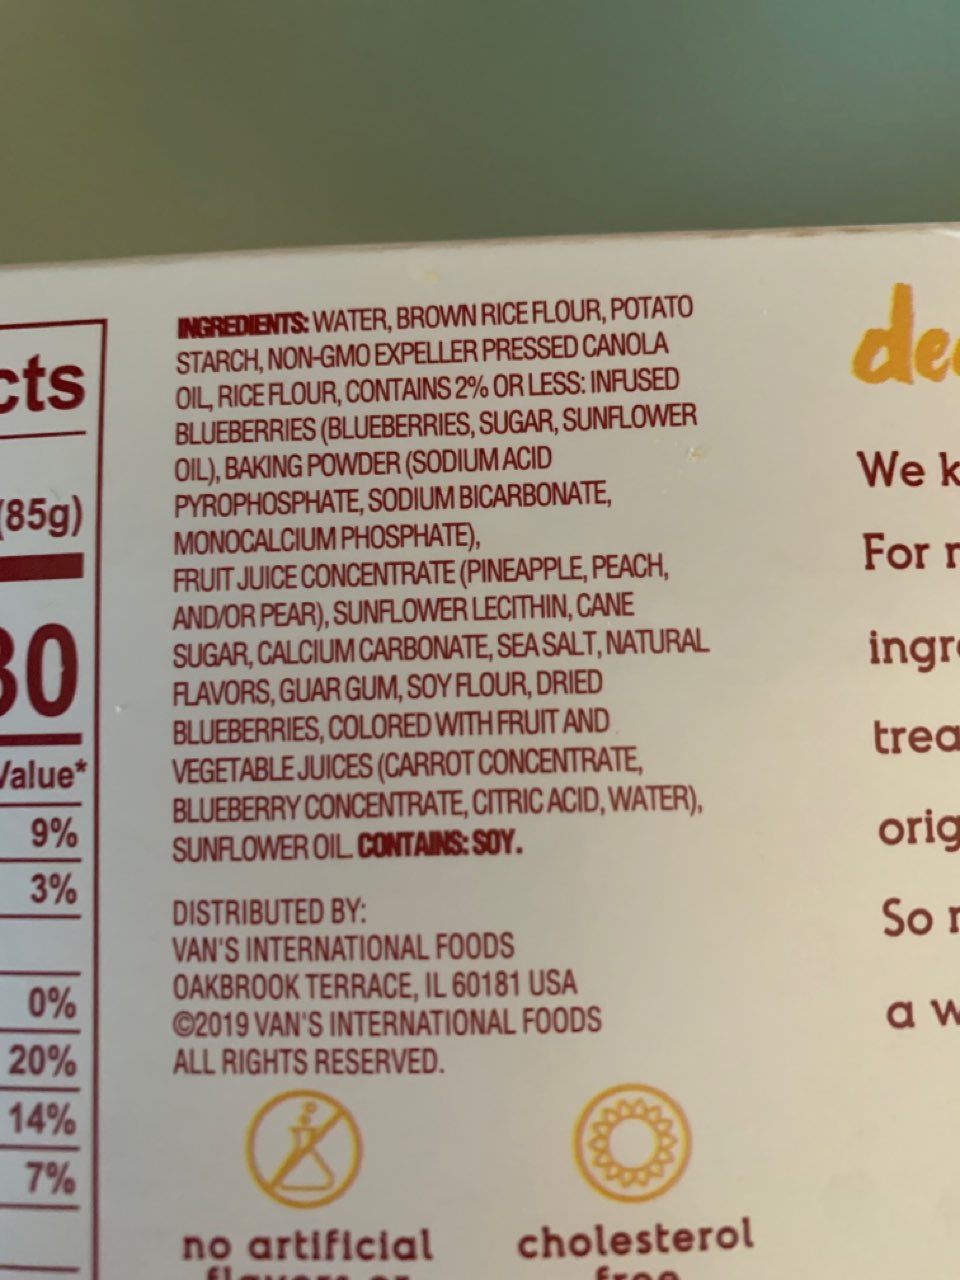 cts
(85g)
30
Value*
9%
3%
0%
20%
14%
7%
INGREDIENTS: WATER, BROWN RICE FLOUR, POTATO
STARCH, NON-GMO EXPELLER PRESSED CANOLA
OIL, RICE FLOUR, CONTAINS 2% OR LESS: INFUSED
BLUEBERRIES (BLUEBERRIES, SUGAR, SUNFLOWER
OIL), BAKING POWDER (SODIUM ACID
PYROPHOSPHATE, SODIUM BICARBONATE,
MONOCALCIUM PHOSPHATE),
FRUIT JUICE CONCENTRATE (PINEAPPLE, PEACH,
AND/OR PEAR), SUNFLOWER LECITHIN, CANE
SUGAR, CALCIUM CARBONATE, SEA SALT, NATURAL
FLAVORS, GUAR GUM, SOY FLOUR, DRIED
BLUEBERRIES, COLORED WITH FRUIT AND
VEGETABLE JUICES (CARROT CONCENTRATE,
BLUEBERRY CONCENTRATE, CITRIC ACID, WATER),
SUNFLOWER OIL. CONTAINS: SOY.
DISTRIBUTED BY:
VAN'S INTERNATIONAL FOODS
OAKBROOK TERRACE, IL 60181 USA
©2019 VAN'S INTERNATIONAL FOODS
ALL RIGHTS RESERVED.
no artificial
flavors or
cholesterol
free
de
We k
For
ingr
trea
orig
So
a w